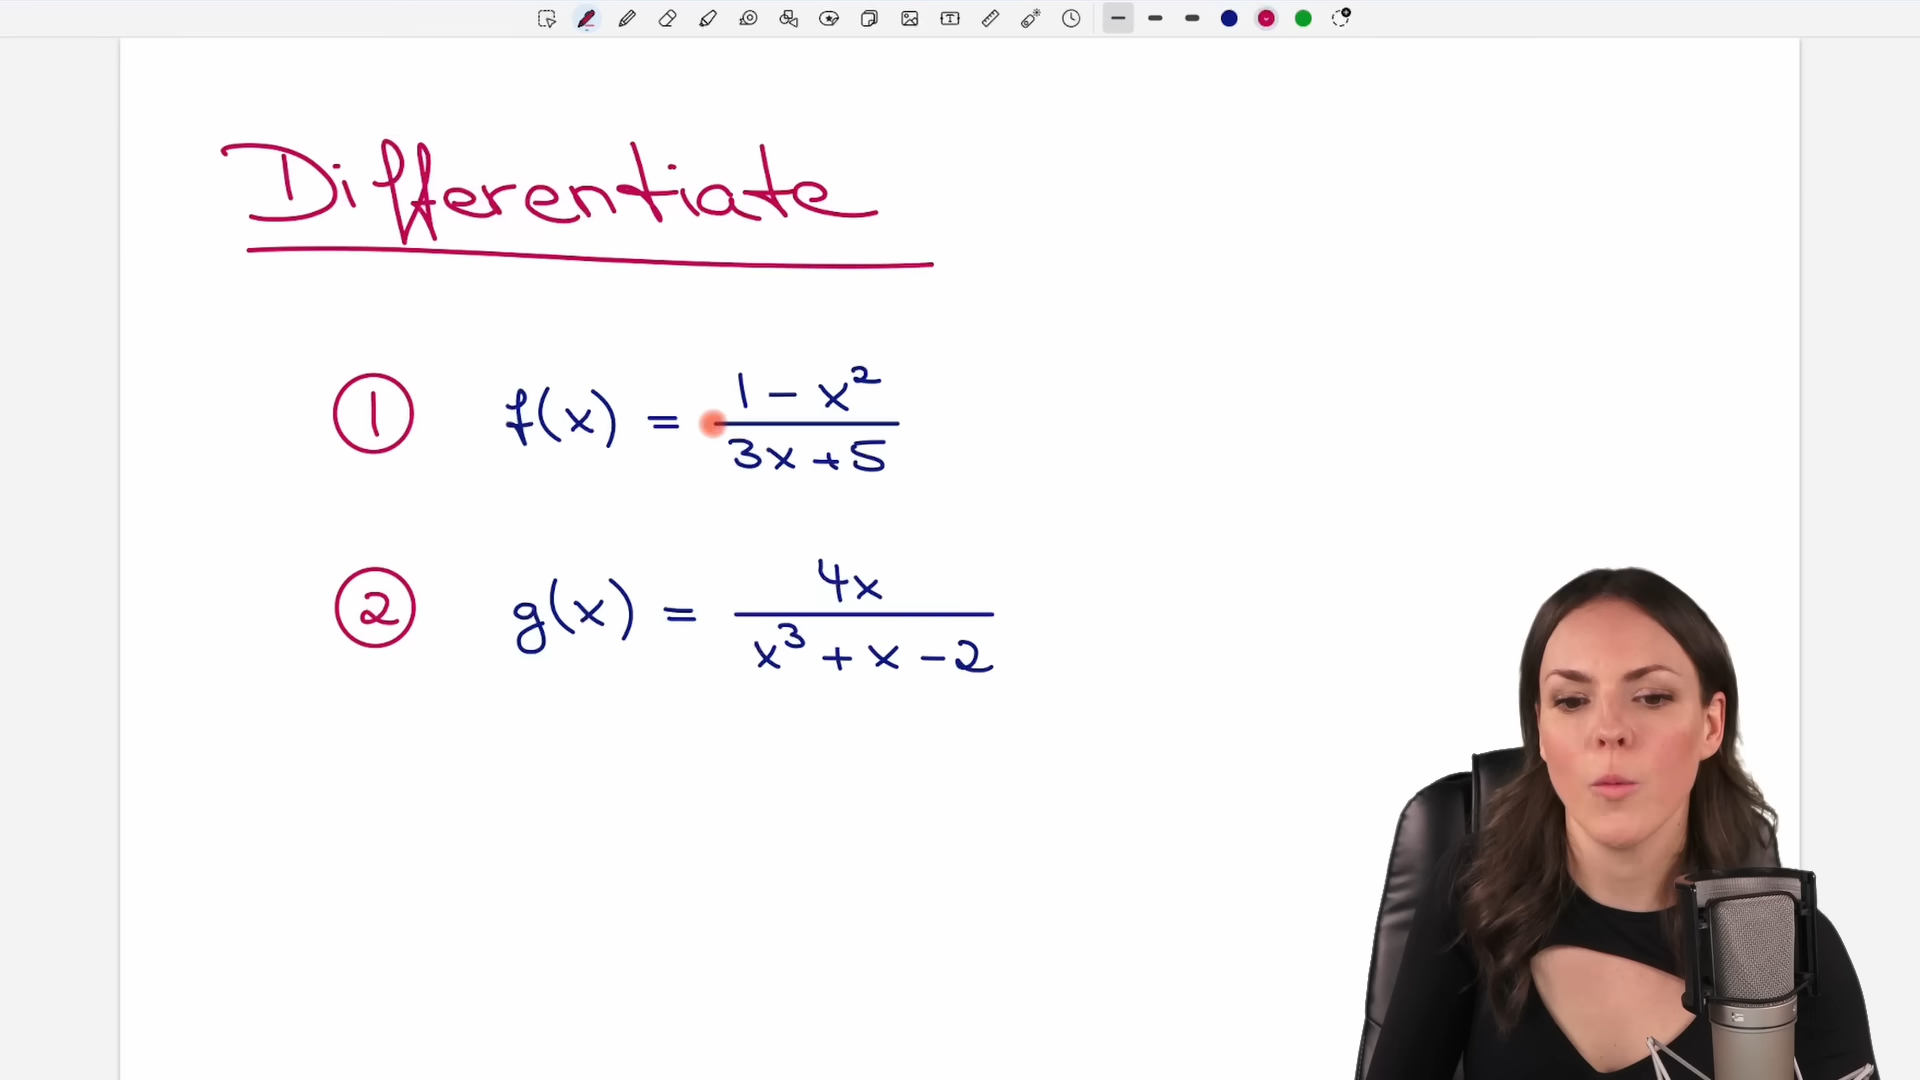 Differentiate
1 f(x) = (1 - x²)/(3x + 5)
2 g(x) = 4x/(x³ + x - 2)